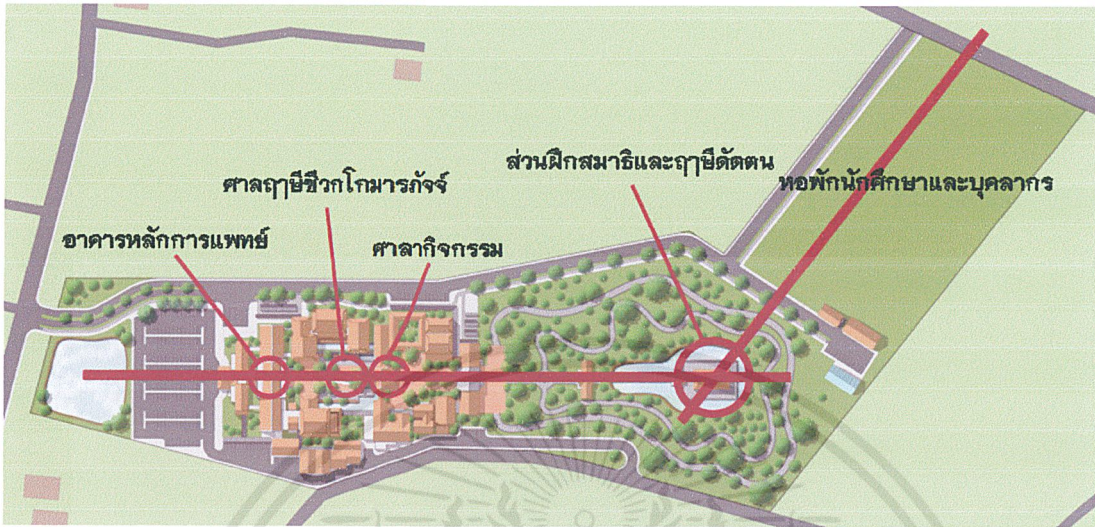 ส่วนฝึกสมาธิและฤๅษีดัดตน
หอพักนักศึกษาและบุคลากร
ศาลฤๅษีชีวกโกมารภัจจ์
อาคารหลักการแพทย์
ศาลากิจกรรม